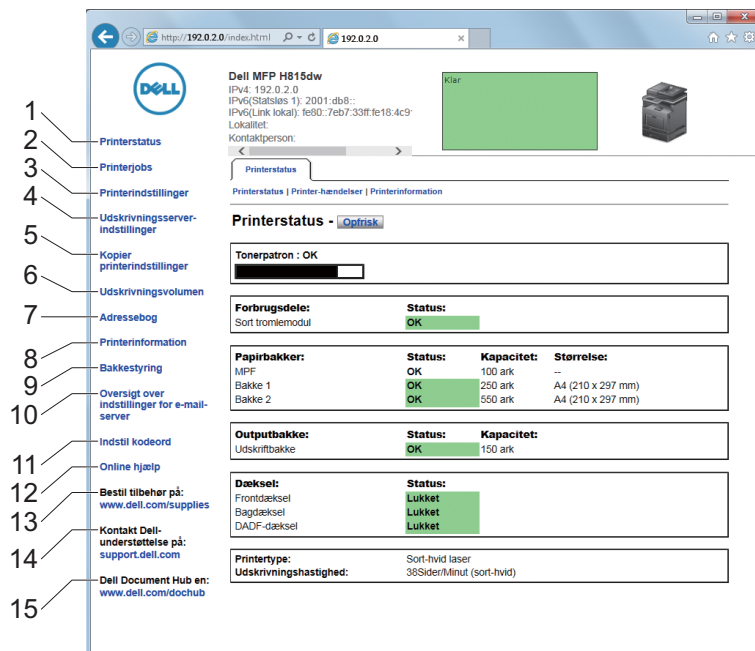 http://192.0.2.0/index.html
192.0.2.0
DELL
Dell MFP H815dw
IPv4: 192.0.2.0
IPv6(Statsløs 1): 2001:db8::
IPv6(Link lokal): fe80::7eb7:33ff:fe18:4c9
Lokalitet:
Kontaktperson:
Klar
1
2
3
4
5
6
7
8
9
10
11
12
13
14
15
Printerstatus
Printerjobs
Printerindstillinger
Udskrivningsserver-
indstillinger
Kopier
printerindstillinger
Udskrivningsvolumen
Adressebog
Printerinformation
Bakkestyring
Oversigt over
indstillinger for e-mail-
server
Indstil kodeord
Online hjælp
Bestil tilbehør på:
www.dell.com/supplies
Kontakt Dell-
understøttelse på:
support.dell.com
Dell Document Hub en:
www.dell.com/dochub
Printerstatus
Printerstatus | Printer-hændelser | Printerinformation
Printerstatus - Opfrisk
Tonerpatron : OK
Forbrugsdele: Status:
Sort tromlemodul OK
Papirbakker: Status: Kapacitet: Størrelse:
MPF OK 100 ark --
Bakke 1 OK 250 ark A4 (210 x 297 mm)
Bakke 2 OK 550 ark A4 (210 x 297 mm)
Outputbakke: Status: Kapacitet:
Udskriftbakke OK 150 ark
Dæksel: Status:
Frontdæksel Lukket
Bagdæksel Lukket
DADF-dæksel Lukket
Printertype: Sort-hvid laser
Udskrivningshastighed: 38Sider/Minut (sort-hvid)